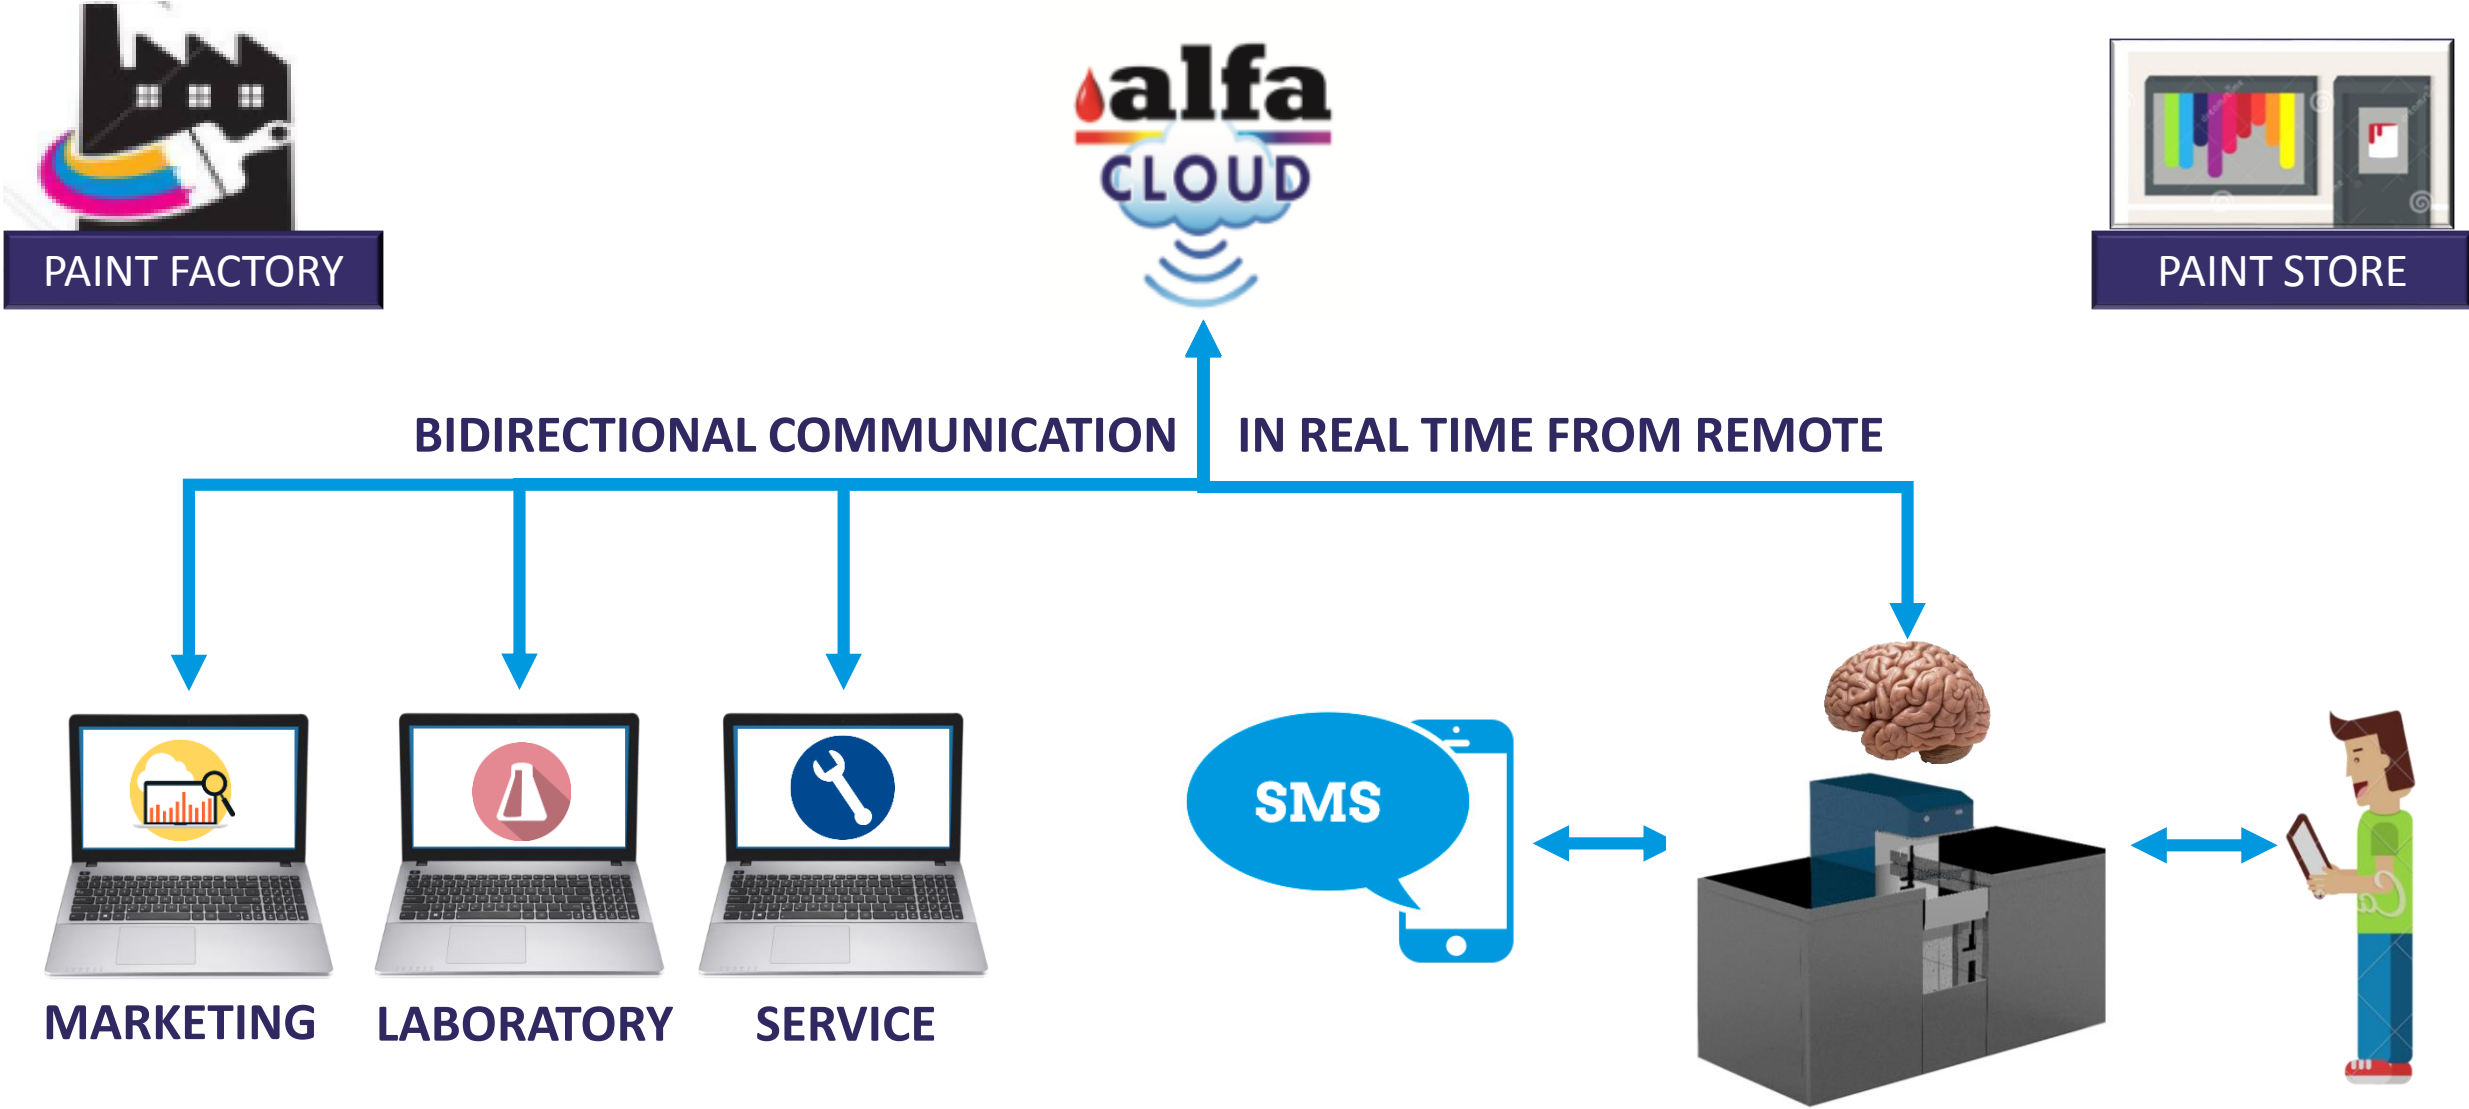 alfa
CLOUD
PAINT FACTORY
PAINT STORE
BIDIRECTIONAL COMMUNICATION IN REAL TIME FROM REMOTE
SMS
MARKETING
LABORATORY
SERVICE